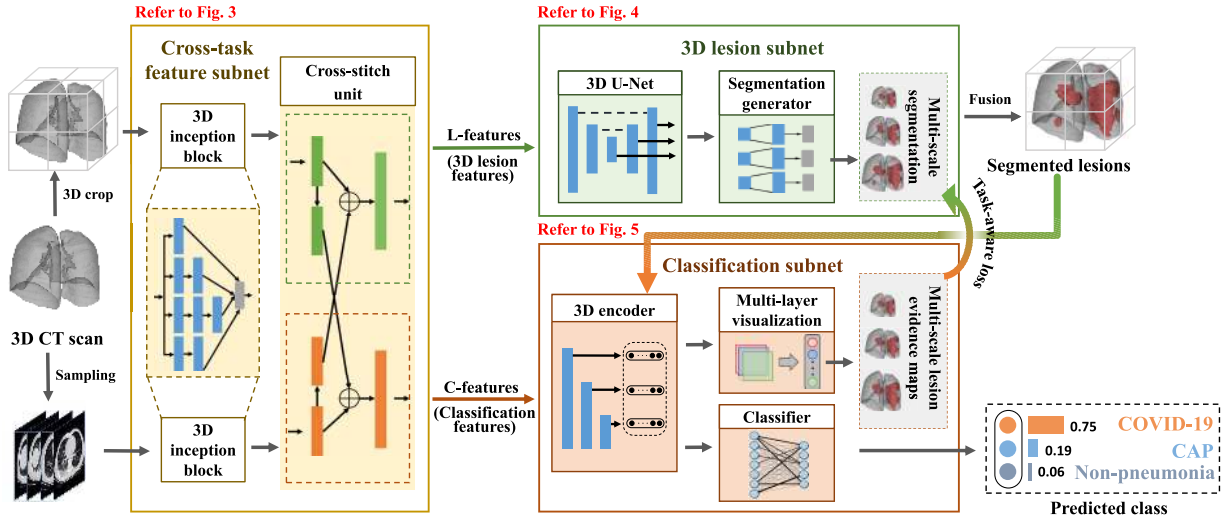 Refer to Fig. 3
Cross-task
feature subnet
3D
inception
block
Cross-stitch
unit
3D crop
3D CT scan
Sampling
3D
inception
block
L-features
(3D lesion
features)
C-features
(Classification
features)
Refer to Fig. 4
3D lesion subnet
3D U-Net
Segmentation
generator
Multi-scale
segmentation
Fusion
Segmented lesions
Task-aware loss
Refer to Fig. 5
Classification subnet
3D encoder
Multi-layer
visualization
Classifier
Multi-scale lesion
evidence maps
0.75 COVID-19
0.19 CAP
0.06 Non-pneumonia
Predicted class